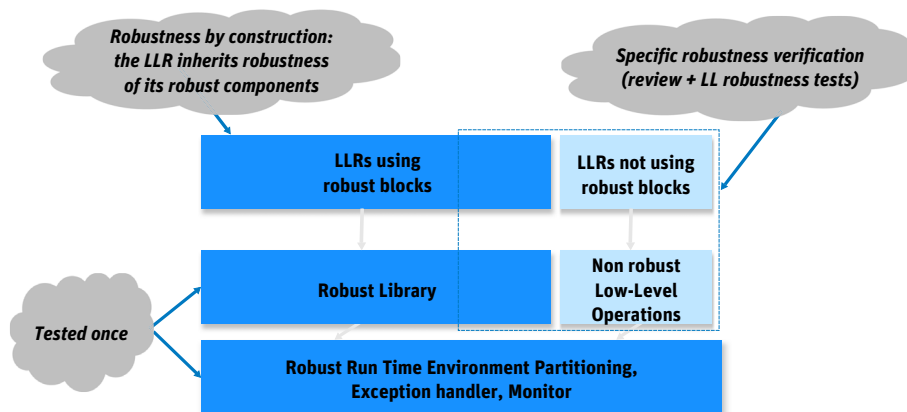 Robustness by construction:
the LLR inherits robustness
of its robust components
Specific robustness verification
(review + LL robustness tests)
LLRs using
robust blocks
LLRs not using
robust blocks
Robust Library
Non robust
Low-Level
Operations
Tested once
Robust Run Time Environment Partitioning,
Exception handler, Monitor